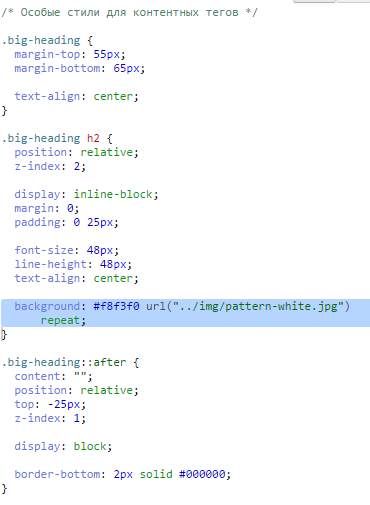 /* Особые стили для контентных тегов */
.big-heading {
margin-top: 55px;
margin-bottom: 65px;
text-align: center;
}
.big-heading h2 {
position: relative;
z-index: 2;
display: inline-block;
margin: 0;
padding: 0 25px;
font-size: 48px;
line-height: 48px;
text-align: center;
background: #f8f3f0 url("../img/pattern-white.jpg")
repeat;
}
.big-heading::after {
content: "";
position: relative;
top: -25px;
z-index: 1;
display: block;
border-bottom: 2px solid #000000;
}